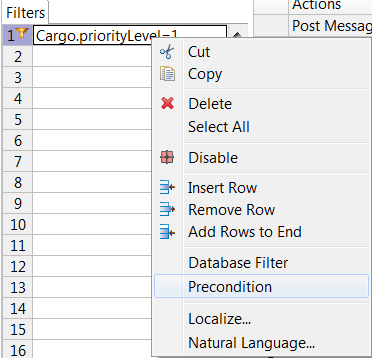 Filters
Actions
Post Messag
1 Cargo.priorityLevel=1
2
3
4
5
6
7
8
9
10
11
12
13
14
15
16
Cut
Copy
Delete
Select All
Disable
Insert Row
Remove Row
Add Rows to End
Database Filter
Precondition
Localize...
Natural Language...